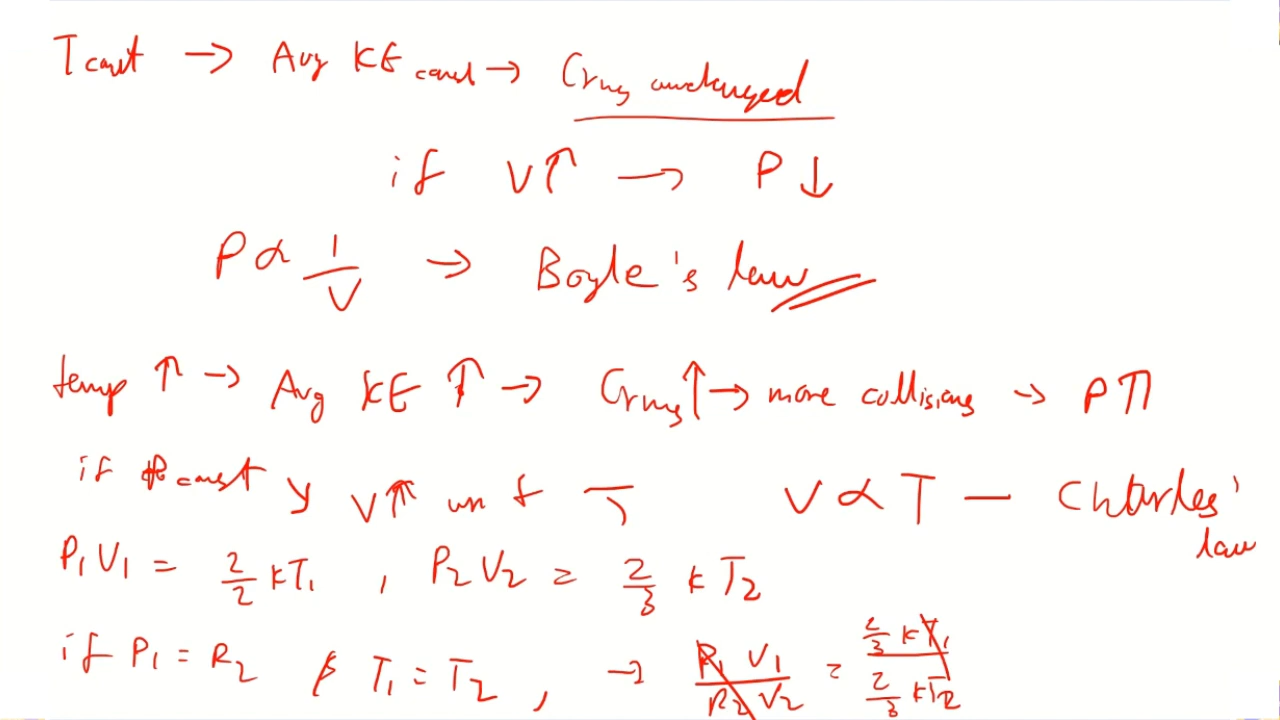 T const → Avg KE const → Crms unchanged
if V↑ → P↓
P ∝ 1/V → Boyle's law
temp ↑ → Avg KE ↑ → Crms↑ → more collisions → P↑
if const V↑ V ∝ T — Charles' law
P₁V₁ = 2/2 kT₁ , P₂V₂ = 2/3 kT₂
if P₁ = P₂ & T₁ = T₂ , → P₁V₁/P₂V₂ = 2/3 kT₁ / 2/3 kT₂